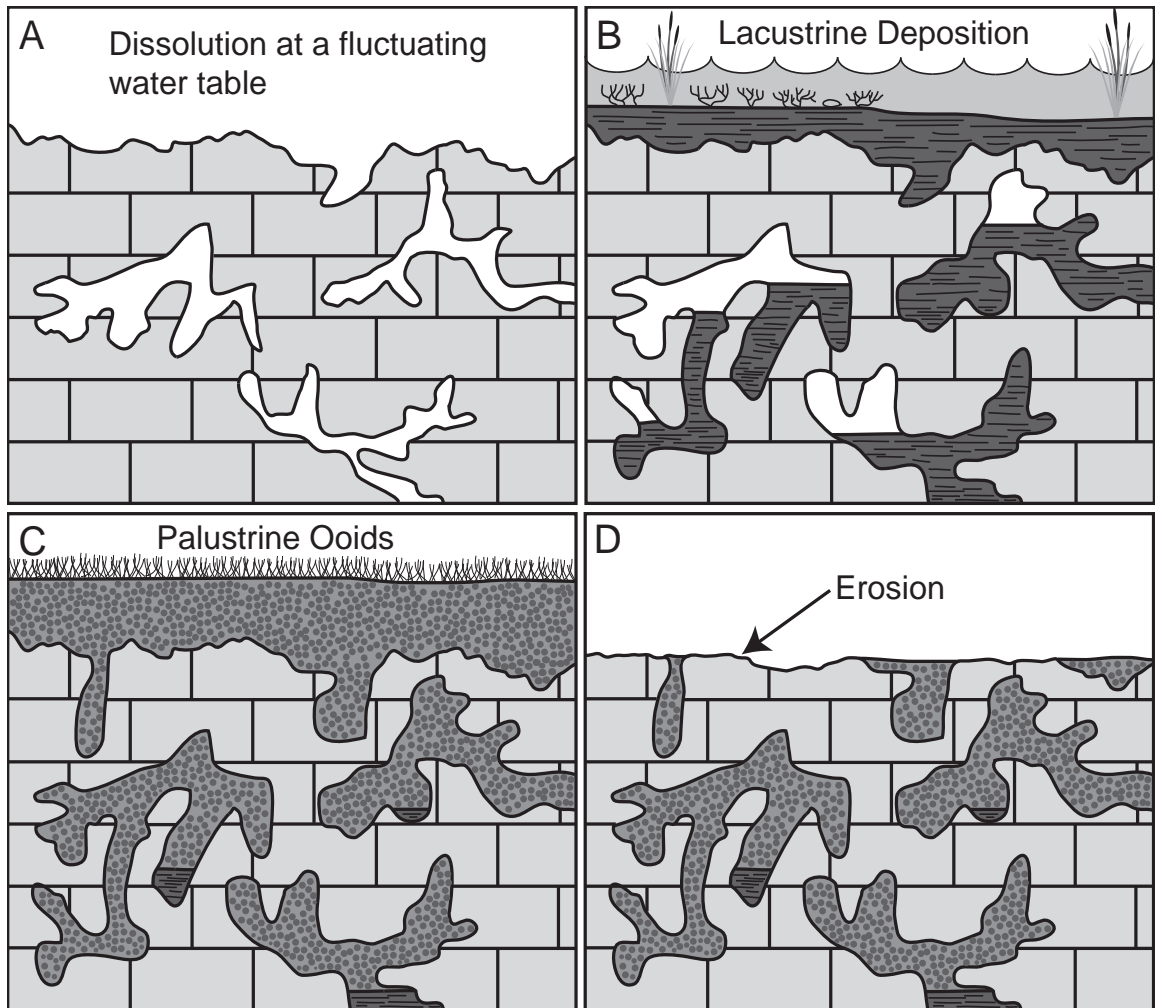 A
Dissolution at a fluctuating
water table
B
Lacustrine Deposition
C
Palustrine Ooids
D
Erosion